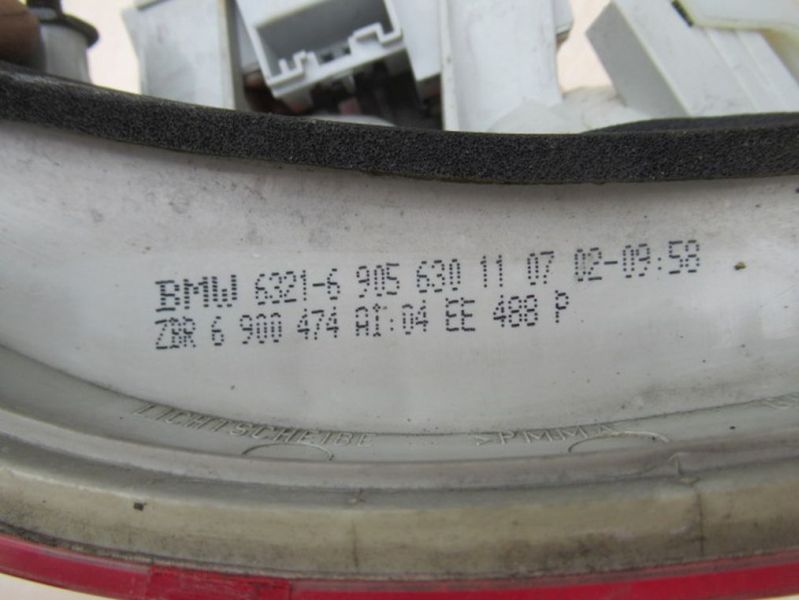 BMW 6321-6 905 630 11 07 02-09:58
ZBR 6 900 474 AI:04 EE 488 P
LICHTSCHEIBE >PMMA